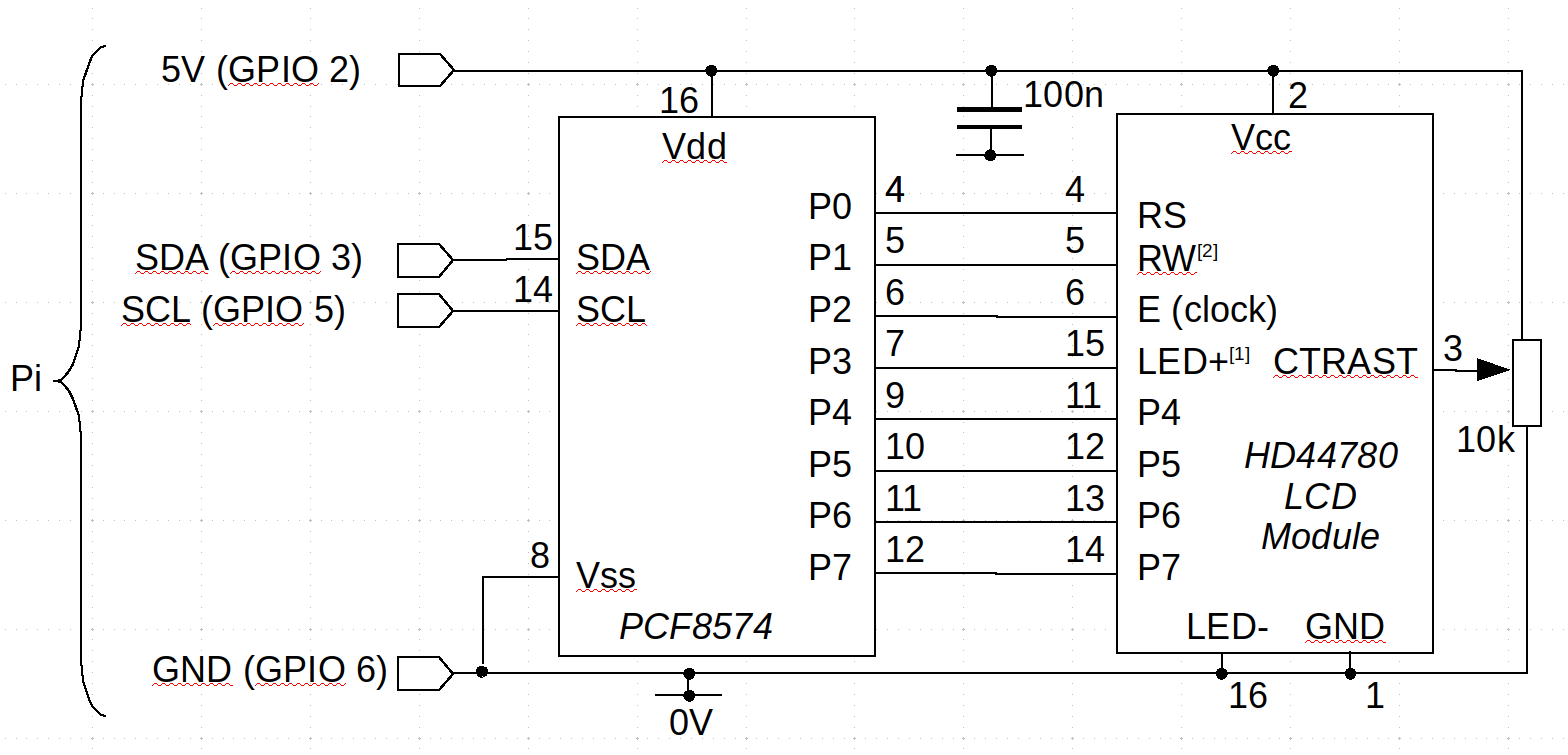 5V (GPIO 2)
16
100n
2
Vdd
Vcc
P0
4
4
RS
15
SDA (GPIO 3)
SDA
P1
5
5
RW[2]
14
SCL (GPIO 5)
SCL
P2
6
6
E (clock)
P3
7
15
LED+[1]
CTRAST
3
Pi
P4
9
11
P4
10k
P5
10
12
P5
HD44780
LCD
Module
P6
11
13
P6
8
Vss
P7
12
14
P7
PCF8574
LED-
GND
GND (GPIO 6)
16
1
0V